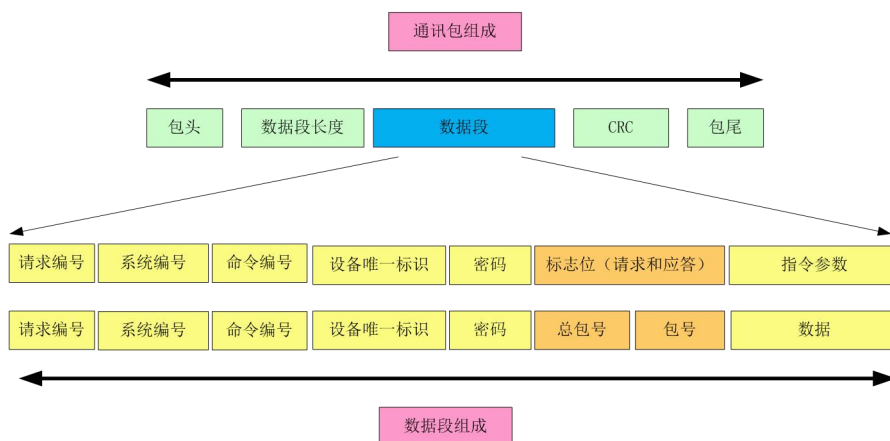 通讯包组成
包头 数据段长度 数据段 CRC 包尾
请求编号 系统编号 命令编号 设备唯一标识 密码 标志位（请求和应答） 指令参数
请求编号 系统编号 命令编号 设备唯一标识 密码 总包号 包号 数据
数据段组成